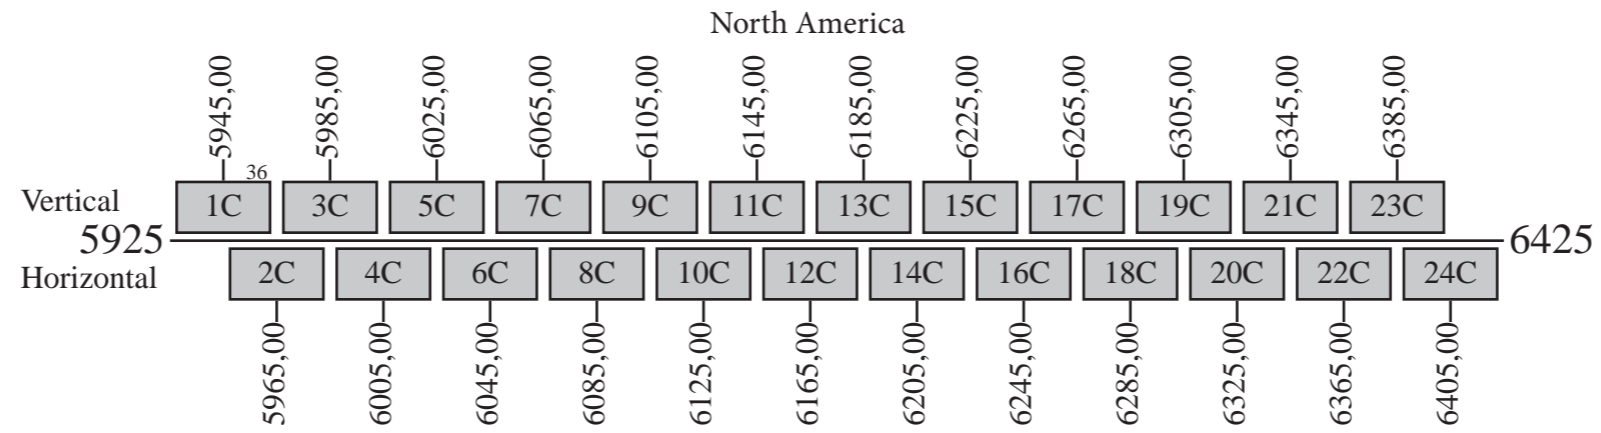 North America
5945,00 5985,00 6025,00 6065,00 6105,00 6145,00 6185,00 6225,00 6265,00 6305,00 6345,00 6385,00
36
Vertical 1C 3C 5C 7C 9C 11C 13C 15C 17C 19C 21C 23C
5925 6425
Horizontal 2C 4C 6C 8C 10C 12C 14C 16C 18C 20C 22C 24C
5965,00 6005,00 6045,00 6085,00 6125,00 6165,00 6205,00 6245,00 6285,00 6325,00 6365,00 6405,00